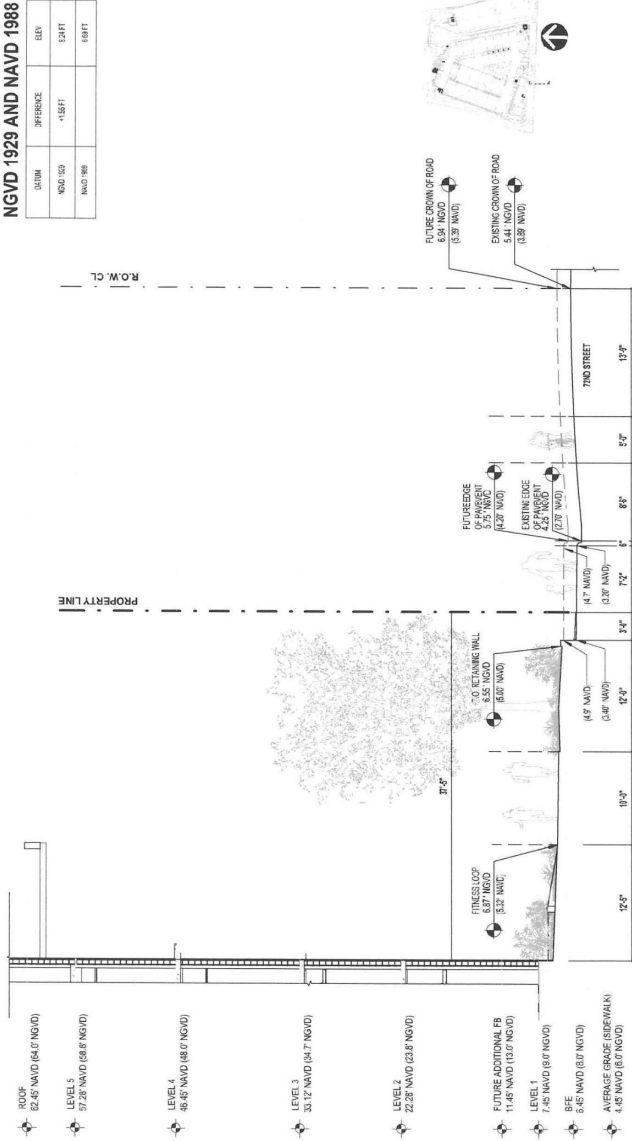 NGVD 1929 AND NAVD 1988
DATUM DIFFERENCE ELEV
NGVD 1929 +1.55 FT 8.24 FT
NAVD 1988 6.69 FT
R.O.W. CL
PROPERTY LINE
ROOF
62.45' NAVD (64.0' NGVD)
LEVEL 5
57.28' NAVD (58.8' NGVD)
LEVEL 4
46.45' NAVD (48.0' NGVD)
LEVEL 3
33.12' NAVD (34.7' NGVD)
LEVEL 2
22.28' NAVD (23.8' NGVD)
FUTURE ADDITIONAL FB
11.45' NAVD (13.0' NGVD)
LEVEL 1
7.45' NAVD (9.0' NGVD)
BFE
6.45' NAVD (8.0' NGVD)
AVERAGE GRADE (SIDEWALK)
4.45' NAVD (6.0' NGVD)
37'-5"
FITNESS LOOP
6.87' NGVD
(5.32' NAVD)
T.O. RETAINING WALL
6.55' NGVD
(5.00' NAVD)
(4.9' NAVD)
(3.40' NAVD)
(4.7' NAVD)
(3.20' NAVD)
FUTURE EDGE
OF PAVEMENT
5.75' NGVD
(4.20' NAVD)
EXISTING EDGE
OF PAVEMENT
4.25' NGVD
(2.70' NAVD)
FUTURE CROWN OF ROAD
6.94' NGVD
(5.39' NAVD)
EXISTING CROWN OF ROAD
5.44' NGVD
(3.89' NAVD)
72ND STREET
12'-5" 10'-0" 12'-0" 3'-4" 7'-2" 6" 8'-8" 5'-0" 13'-9"